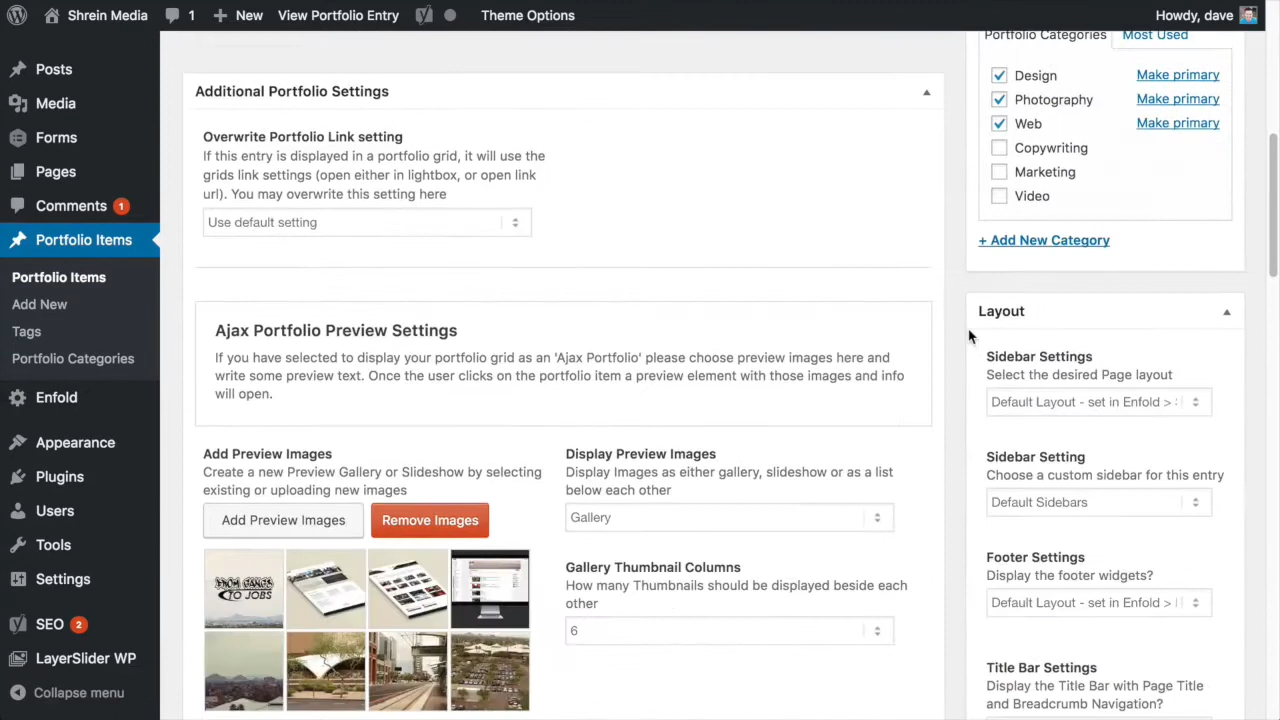 Shrein Media
1
New
View Portfolio Entry
Theme Options
Howdy, dave
Posts
Media
Forms
Pages
Comments 1
Portfolio Items
Portfolio Items
Add New
Tags
Portfolio Categories
Enfold
Appearance
Plugins
Users
Tools
Settings
SEO 2
LayerSlider WP
Collapse menu
Additional Portfolio Settings
Overwrite Portfolio Link setting
If this entry is displayed in a portfolio grid, it will use the
grids link settings (open either in lightbox, or open link
url). You may overwrite this setting here
Use default setting
Ajax Portfolio Preview Settings
If you have selected to display your portfolio grid as an 'Ajax Portfolio' please choose preview images here and
write some preview text. Once the user clicks on the portfolio item a preview element with those images and info
will open.
Add Preview Images
Create a new Preview Gallery or Slideshow by selecting
existing or uploading new images
Add Preview Images
Remove Images
FROM GANGS
TO JOBS
Display Preview Images
Display Images as either gallery, slideshow or as a list
below each other
Gallery
Gallery Thumbnail Columns
How many Thumbnails should be displayed beside each
other
6
Portfolio Categories
Most Used
Design
Make primary
Photography
Make primary
Web
Make primary
Copywriting
Marketing
Video
+ Add New Category
Layout
Sidebar Settings
Select the desired Page layout
Default Layout - set in Enfold >
Sidebar Setting
Choose a custom sidebar for this entry
Default Sidebars
Footer Settings
Display the footer widgets?
Default Layout - set in Enfold >
Title Bar Settings
Display the Title Bar with Page Title
and Breadcrumb Navigation?